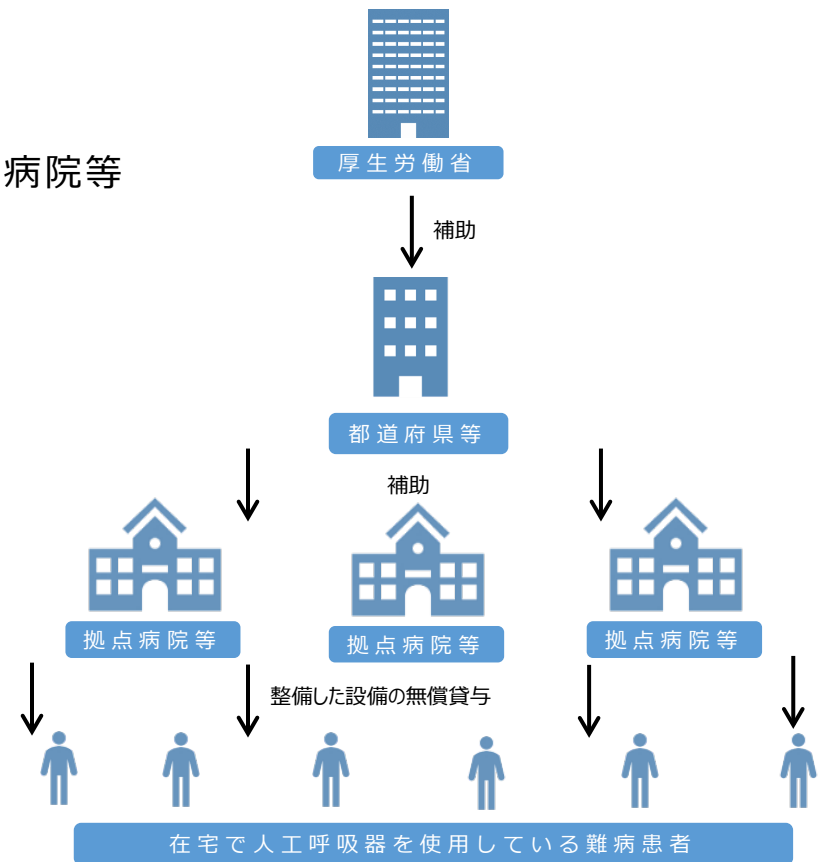 厚生労働省
病院等
補助
都道府県等
補助
拠点病院等
拠点病院等
拠点病院等
整備した設備の無償貸与
在宅で人工呼吸器を使用している難病患者